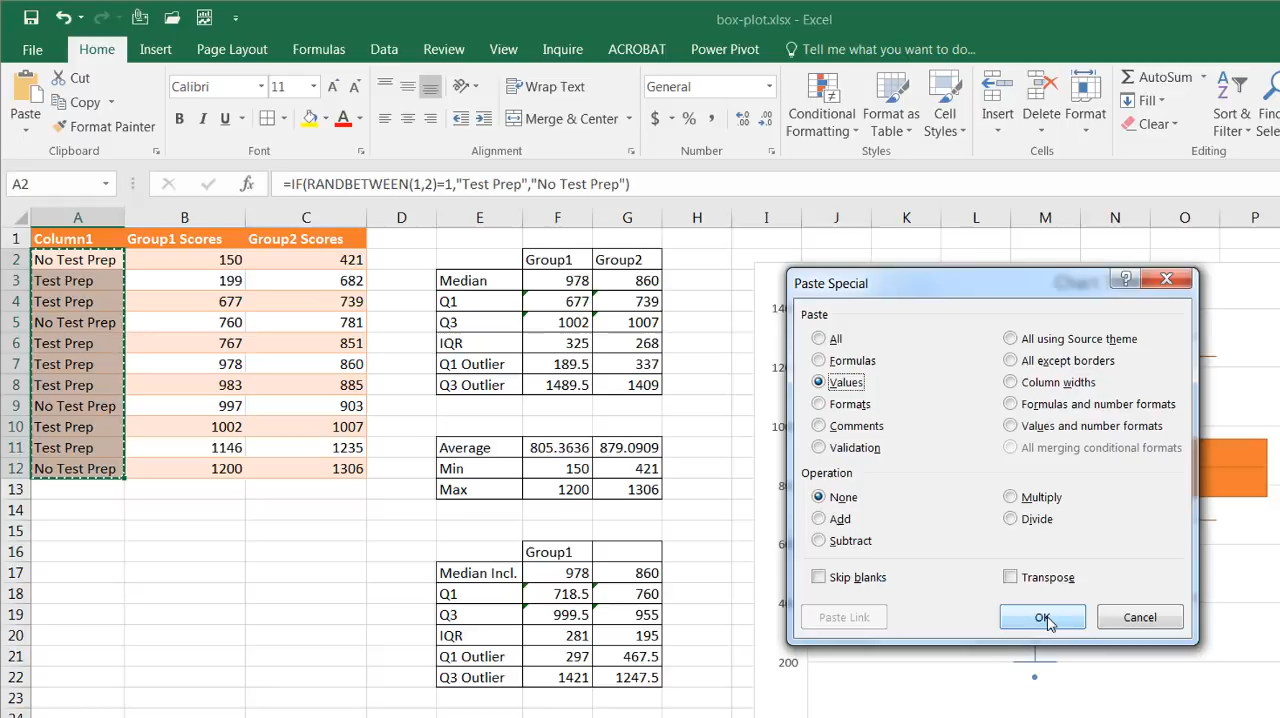 box-plot.xlsx - Excel
File Home Insert Page Layout Formulas Data Review View Inquire ACROBAT Power Pivot Tell me what you want to do...
Paste
Cut
Copy
Format Painter
Clipboard
Calibri 11
B I U
Font
Wrap Text
Merge & Center
Alignment
General
$ % ,
Number
Conditional Formatting
Format as Table
Cell Styles
Styles
Insert Delete Format
Cells
AutoSum
Fill
Clear
Sort & Filter
Editing
A2 fx =IF(RANDBETWEEN(1,2)=1,"Test Prep","No Test Prep")
A B C D E F G H I J K L M N O P
1 Column1 Group1 Scores Group2 Scores
2 No Test Prep 150 421 Group1 Group2
3 Test Prep 199 682 Median 978 860
4 Test Prep 677 739 Q1 677 739
5 No Test Prep 760 781 Q3 1002 1007
6 Test Prep 767 851 IQR 325 268
7 Test Prep 978 860 Q1 Outlier 189.5 337
8 Test Prep 983 885 Q3 Outlier 1489.5 1409
9 No Test Prep 997 903
10 Test Prep 1002 1007
11 Test Prep 1146 1235 Average 805.3636 879.0909
12 No Test Prep 1200 1306 Min 150 421
13 Max 1200 1306
14
15
16 Group1
17 Median Incl. 978 860
18 Q1 718.5 760
19 Q3 999.5 955
20 IQR 281 195
21 Q1 Outlier 297 467.5
22 Q3 Outlier 1421 1247.5
23
Paste Special
Paste
All All using Source theme
Formulas All except borders
Values Column widths
Formats Formulas and number formats
Comments Values and number formats
Validation All merging conditional formats
Operation
None Multiply
Add Divide
Subtract
Skip blanks Transpose
Paste Link OK Cancel
200